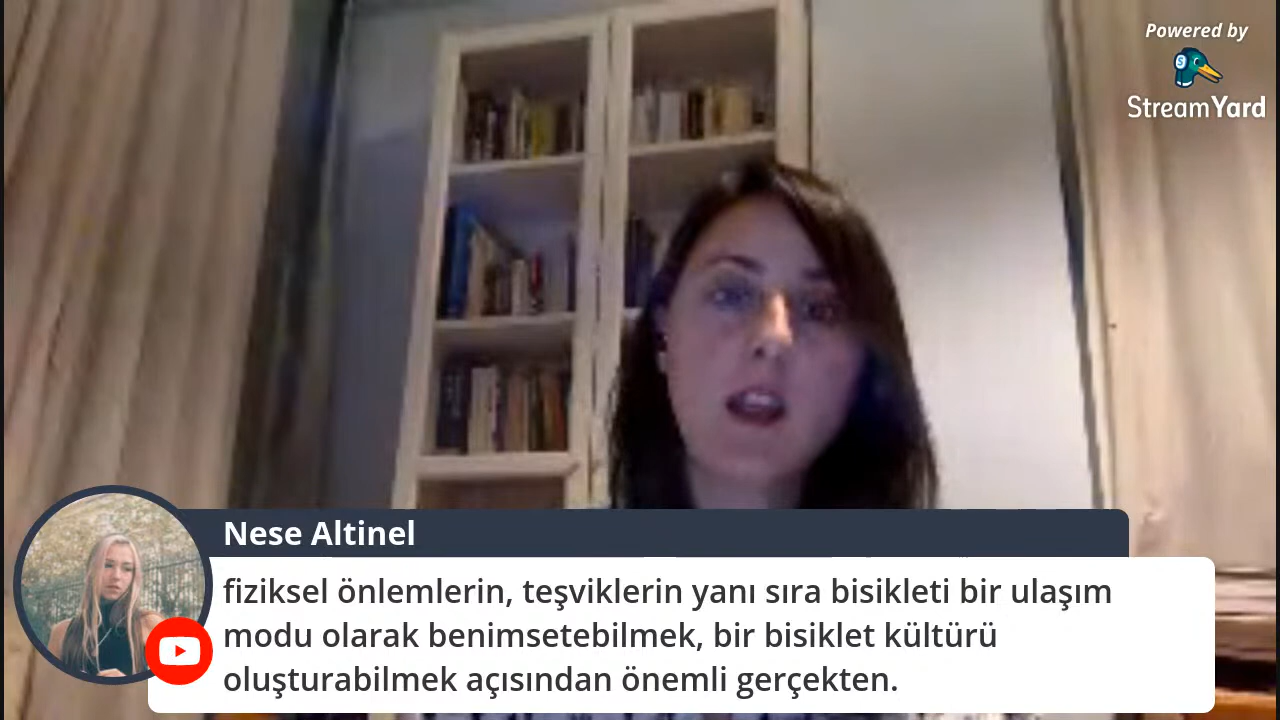 Powered by
StreamYard
Nese Altinel
fiziksel önlemlerin, teşviklerin yanı sıra bisikleti bir ulaşım
modu olarak benimsetebilmek, bir bisiklet kültürü
oluşturabilmek açısından önemli gerçekten.